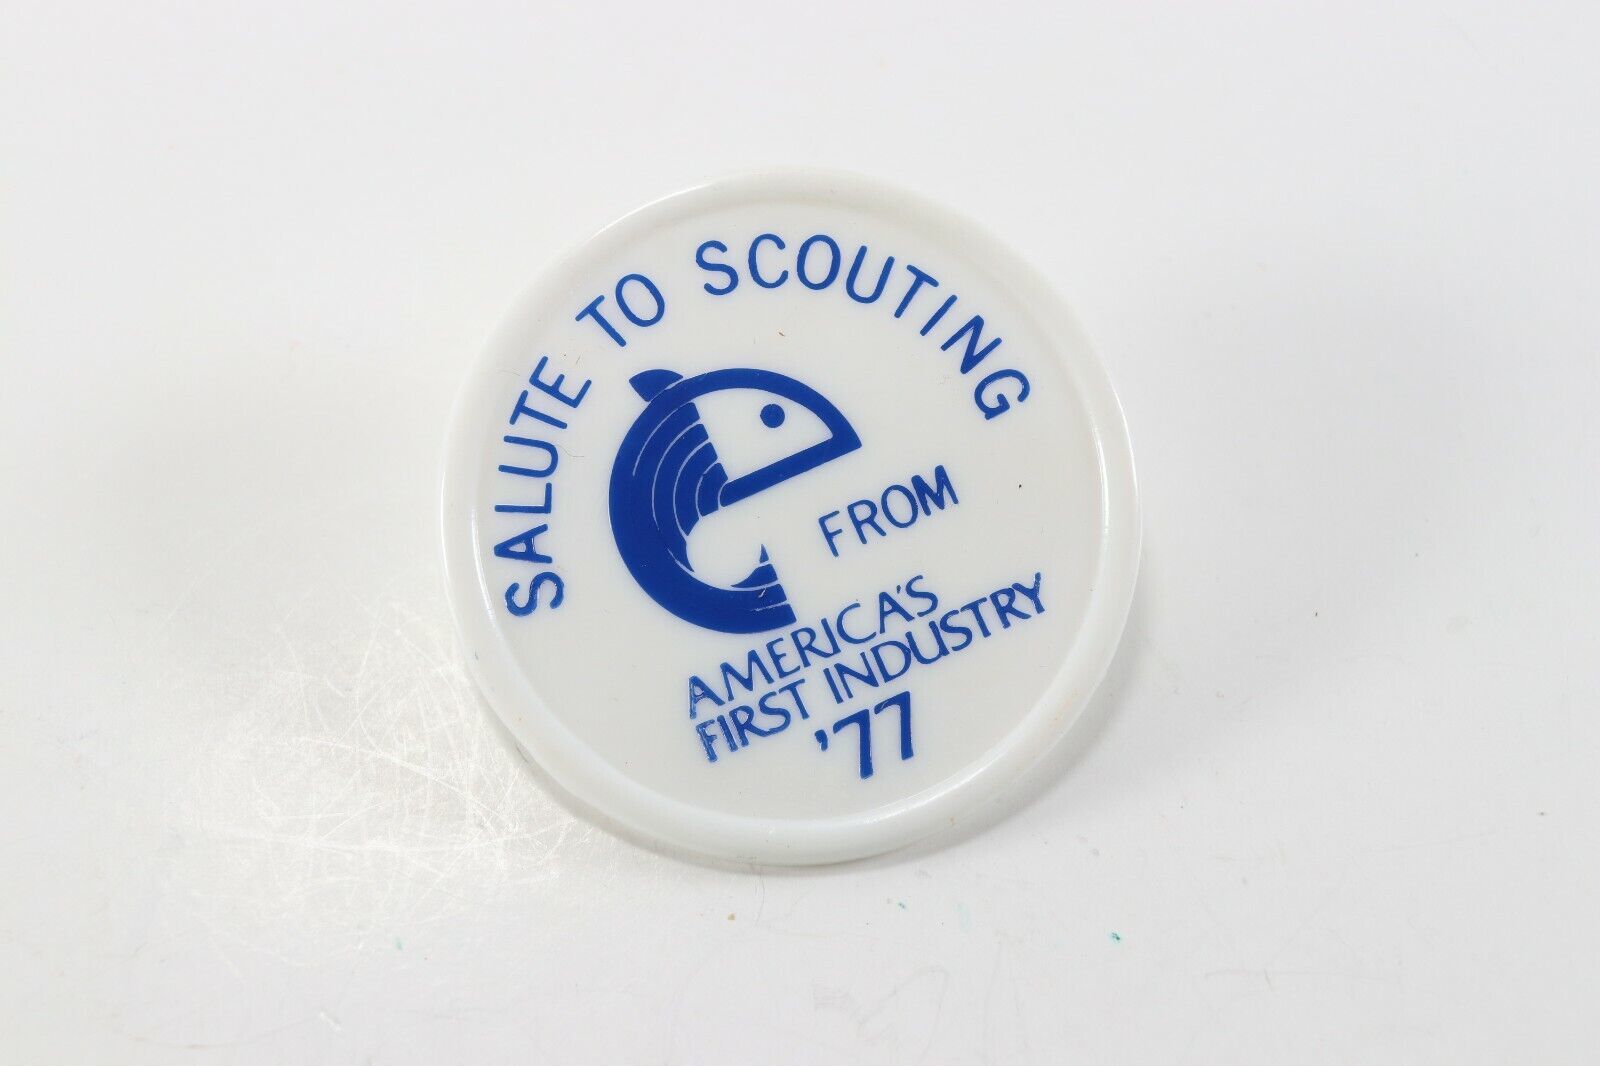 SALUTE TO SCOUTING
FROM
AMERICA'S
FIRST INDUSTRY
'77